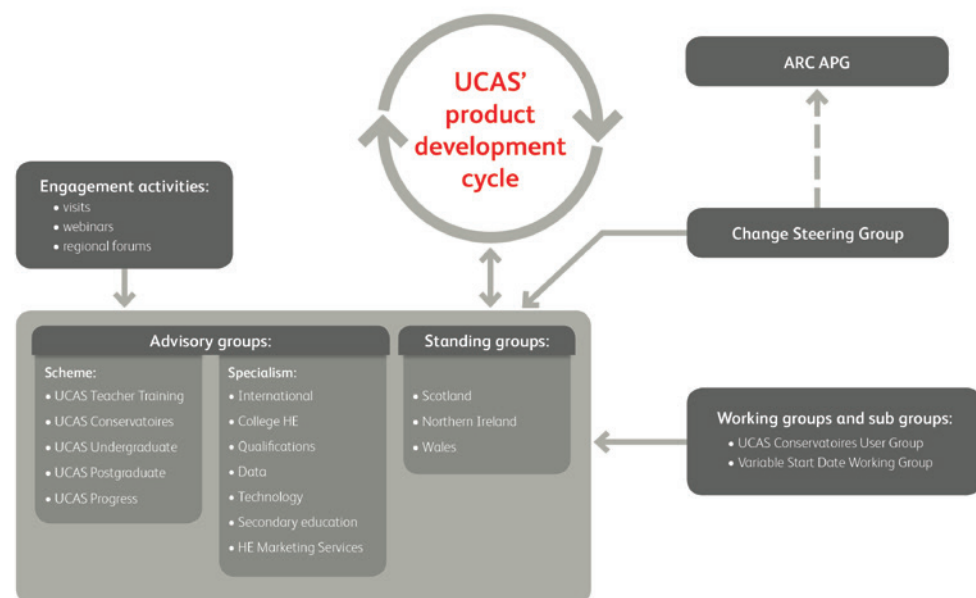 UCAS’
product
development
cycle
ARC APG
Engagement activities:
• visits
• webinars
• regional forums
Change Steering Group
Advisory groups:
Scheme:
• UCAS Teacher Training
• UCAS Conservatoires
• UCAS Undergraduate
• UCAS Postgraduate
• UCAS Progress
Specialism:
• International
• College HE
• Qualifications
• Data
• Technology
• Secondary education
• HE Marketing Services
Standing groups:
• Scotland
• Northern Ireland
• Wales
Working groups and sub groups:
• UCAS Conservatoires User Group
• Variable Start Date Working Group